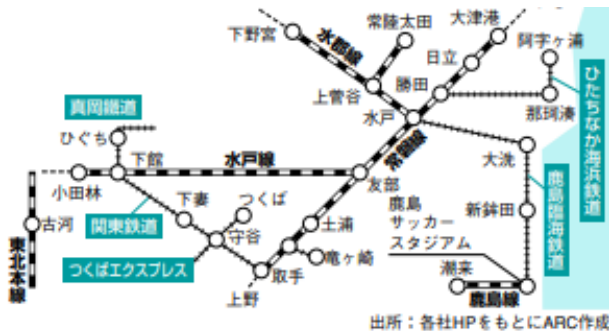 大津港
常陸太田
下野宮
水郡線
日立
阿字ヶ浦
上菅谷
勝田
ひたちなか海浜鉄道
真岡鐵道
水戸
那珂湊
常磐線
ひぐち
下館
水戸線
大洗
小田林
友部
下妻
つくば
鹿島
サッカー
スタジアム
新鉾田
鹿島臨海鉄道
古河
関東鉄道
守谷
土浦
東北本線
つくばエクスプレス
竜ヶ崎
取手
上野
潮来
鹿島線
出所：各社HPをもとにARC作成